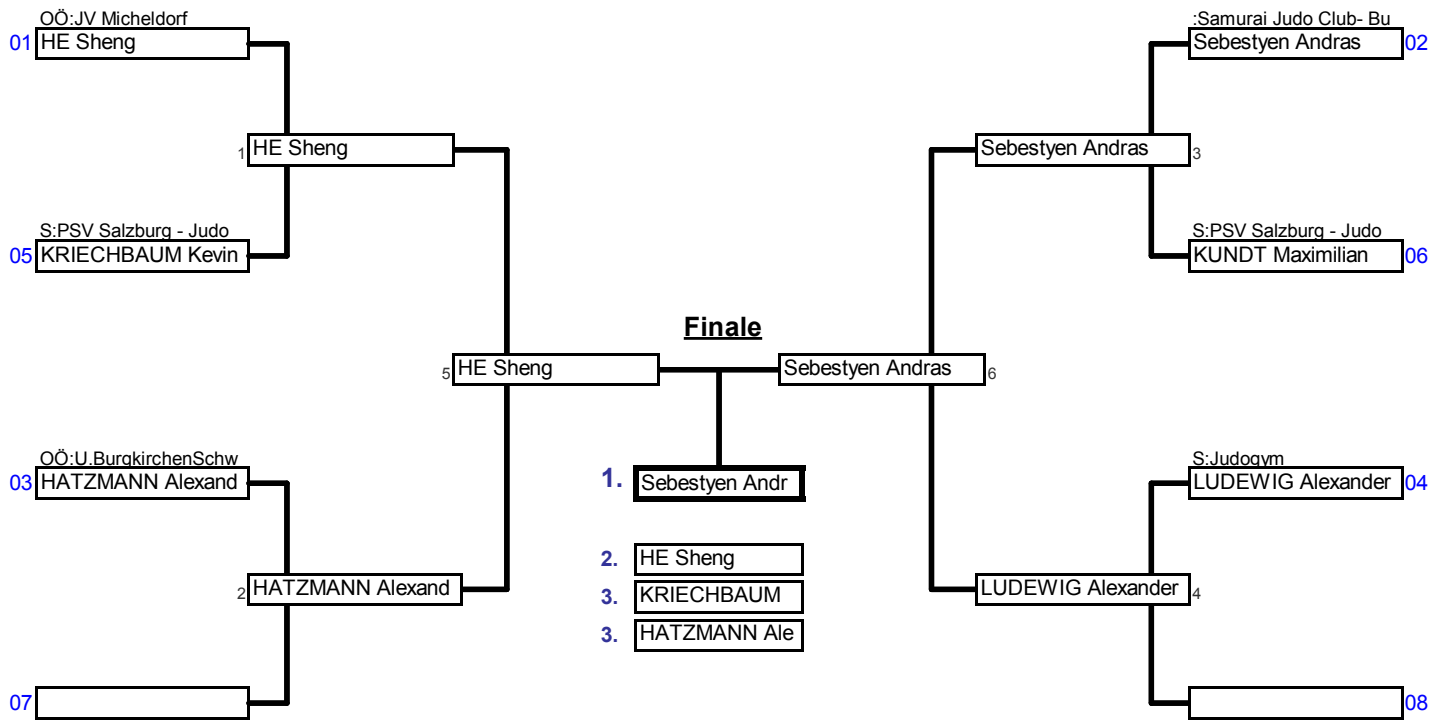 OÖ:JV Micheldorf
01 HE Sheng
1 HE Sheng
S:PSV Salzburg - Judo
05 KRIECHBAUM Kevin
5 HE Sheng
OÖ:U.BurgkirchenSchw
03 HATZMANN Alexand
2 HATZMANN Alexand
07
Finale
1. Sebestyen Andr
2. HE Sheng
3. KRIECHBAUM
3. HATZMANN Ale
:Samurai Judo Club- Bu
Sebestyen Andras 02
Sebestyen Andras 3
S:PSV Salzburg - Judo
KUNDT Maximilian 06
Sebestyen Andras 6
S:Judogym
LUDEWIG Alexander 04
LUDEWIG Alexander 4
08